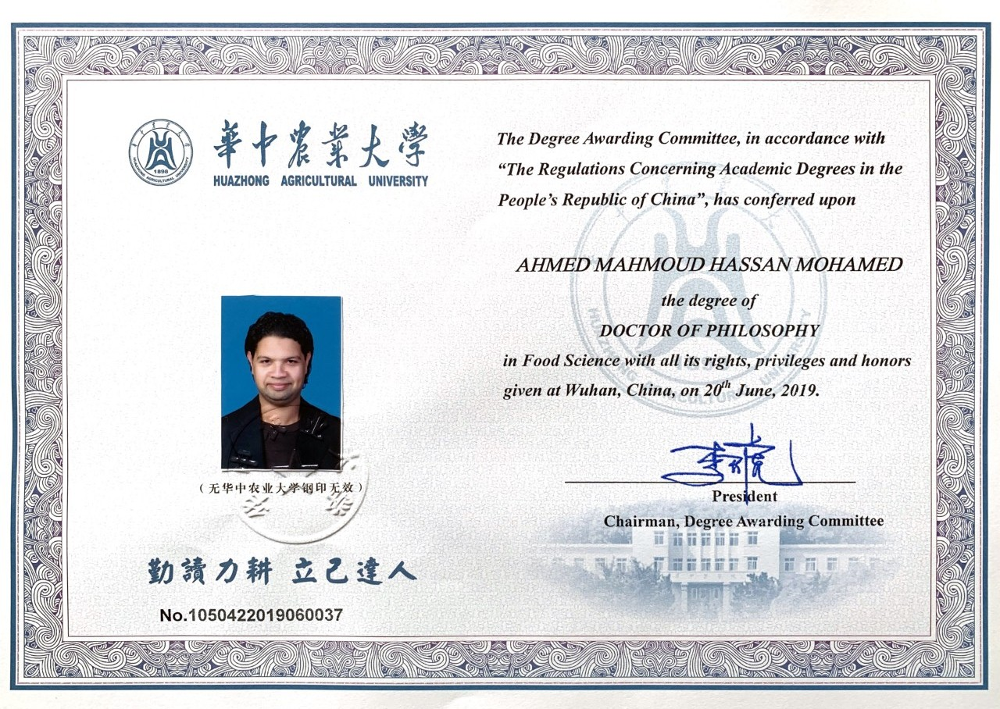 華中農業大學
HUAZHONG AGRICULTURAL UNIVERSITY
1898
HUAZHONG AGRICULTURAL UNIVERSITY
（无华中农业大学钢印无效）
勤讀力耕 立己達人
No.1050422019060037
The Degree Awarding Committee, in accordance with
“The Regulations Concerning Academic Degrees in the
People’s Republic of China”, has conferred upon
AHMED MAHMOUD HASSAN MOHAMED
the degree of
DOCTOR OF PHILOSOPHY
in Food Science with all its rights, privileges and honors
given at Wuhan, China, on 20th June, 2019.
President
Chairman, Degree Awarding Committee